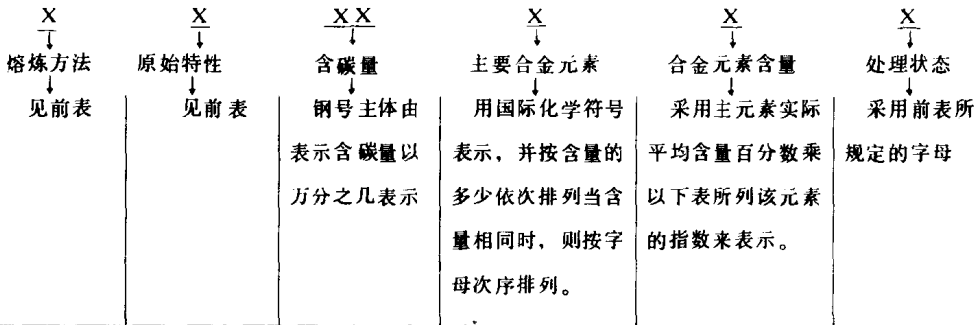 X X XX X X X
熔炼方法 原始特性 含碳量 主要合金元素 合金元素含量 处理状态
见前表 见前表 钢号主体由 用国际化学符号 采用主元素实际 采用前表所
表示含碳量以 表示，并按含量的 平均含量百分数乘 规定的字母
万分之几表示 多少依次排列当含 以下表所列该元素
量相同时，则按字 的指数来表示。
母次序排列。